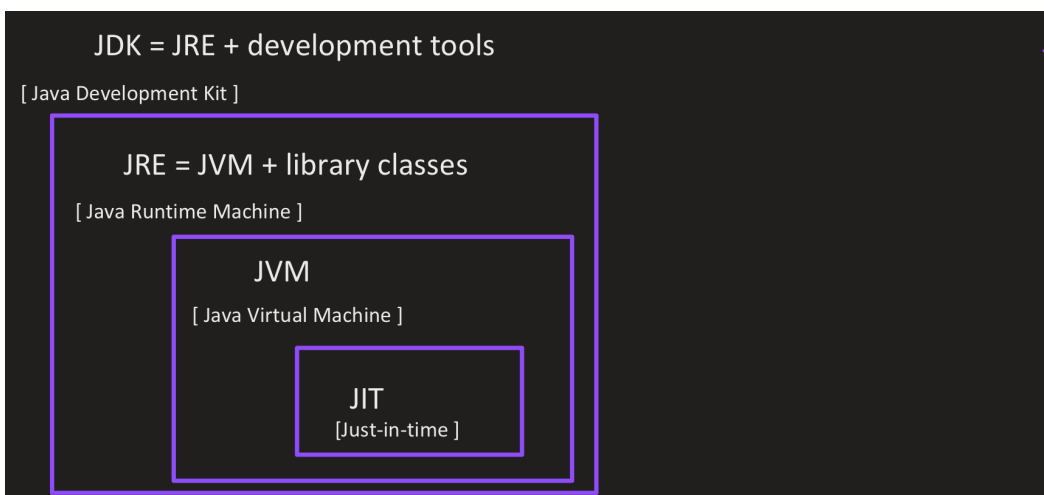 JDK = JRE + development tools
[ Java Development Kit ]
JRE = JVM + library classes
[ Java Runtime Machine ]
JVM
[ Java Virtual Machine ]
JIT
[Just-in-time ]